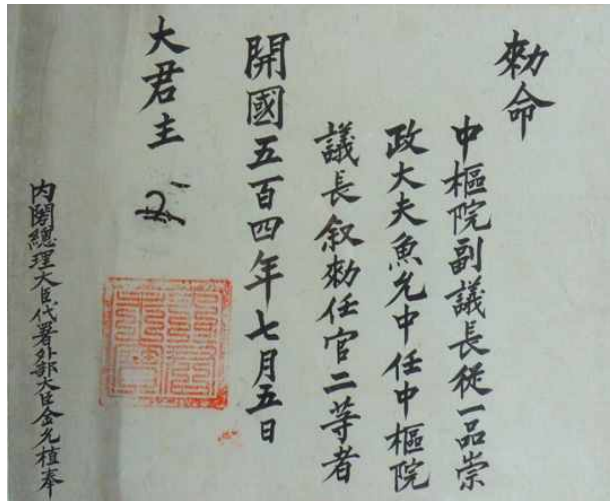 勅命
中樞院副議長從一品崇
政大夫魚允中任中樞院
議長叙勅任官二等者
開國五百四年七月五日
大君主
内閣總理大臣代署外部大臣金允植奉